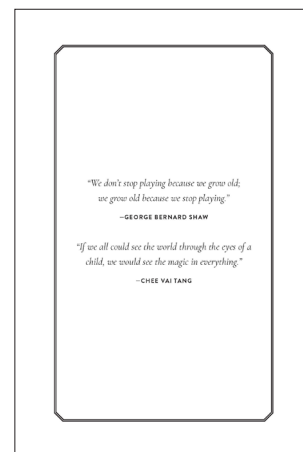 “We don’t stop playing because we grow old;
we grow old because we stop playing.”
—GEORGE BERNARD SHAW
“If we all could see the world through the eyes of a
child, we would see the magic in everything.”
—CHEE VAI TANG